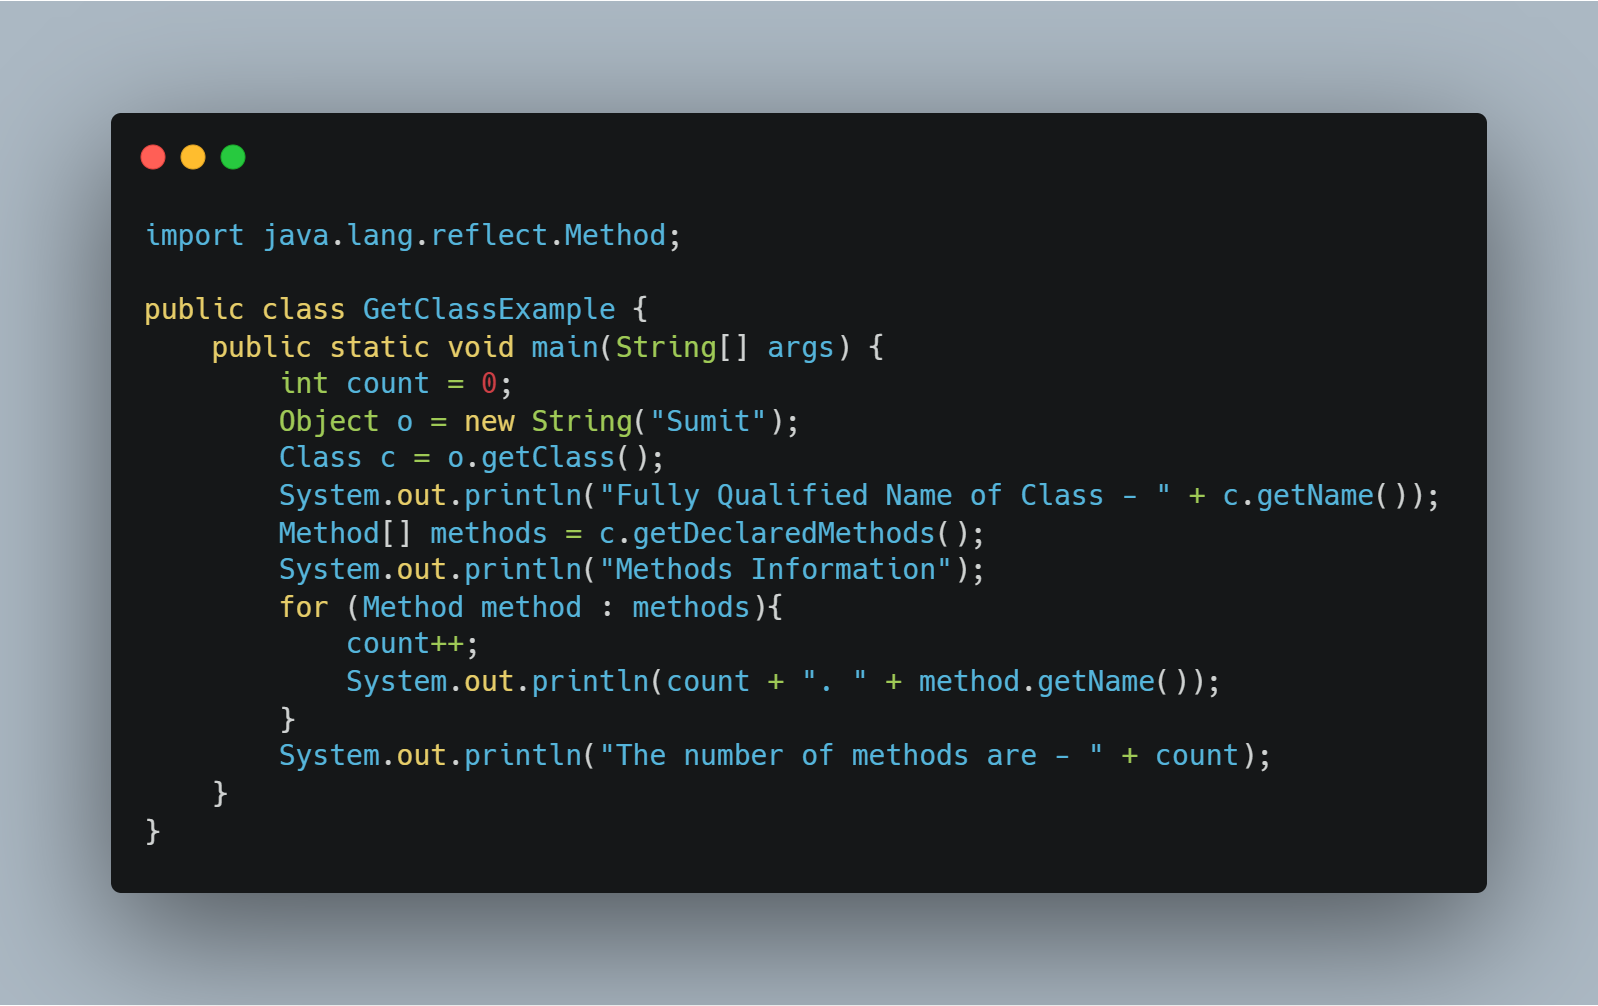 import java.lang.reflect.Method;

public class GetClassExample {
    public static void main(String[] args) {
        int count = 0;
        Object o = new String("Sumit");
        Class c = o.getClass();
        System.out.println("Fully Qualified Name of Class - " + c.getName());
        Method[] methods = c.getDeclaredMethods();
        System.out.println("Methods Information");
        for (Method method : methods){
            count++;
            System.out.println(count + ". " + method.getName());
        }
        System.out.println("The number of methods are - " + count);
    }
}